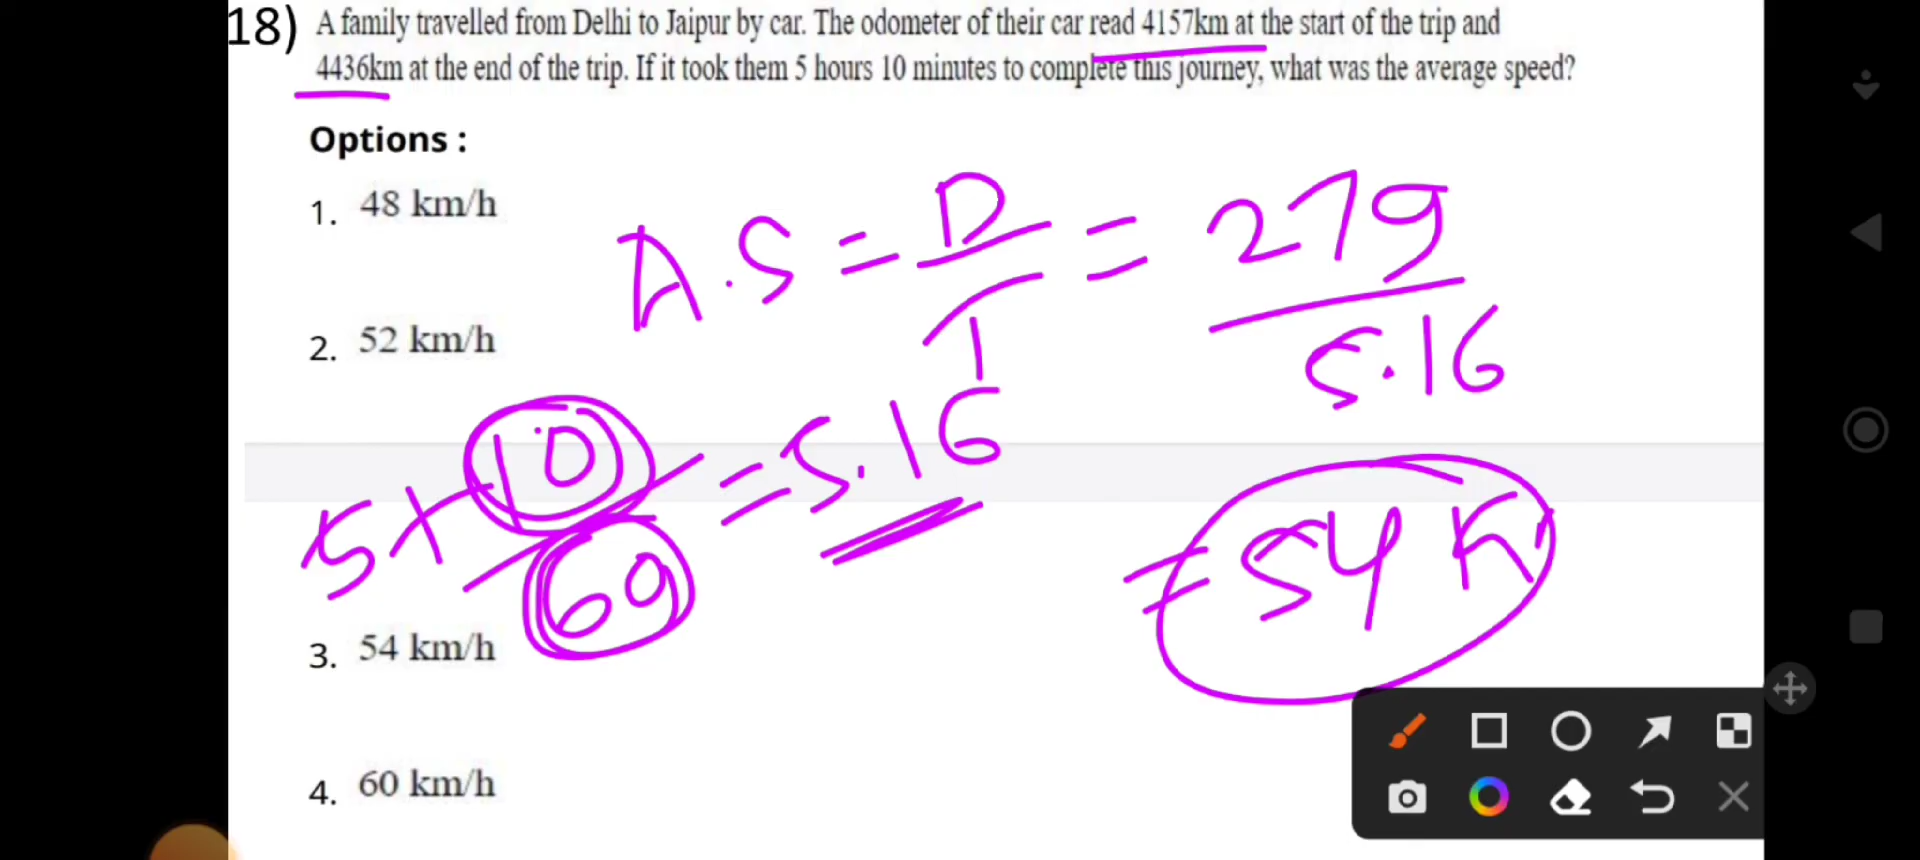 18) A family travelled from Delhi to Jaipur by car. The odometer of their car read 4157km at the start of the trip and
4436km at the end of the trip. If it took them 5 hours 10 minutes to complete this journey, what was the average speed?
Options :
1. 48 km/h
A.S = D/T = 279/5.16
2. 52 km/h
5+10/60 = 5.16
= 54 K
3. 54 km/h
4. 60 km/h